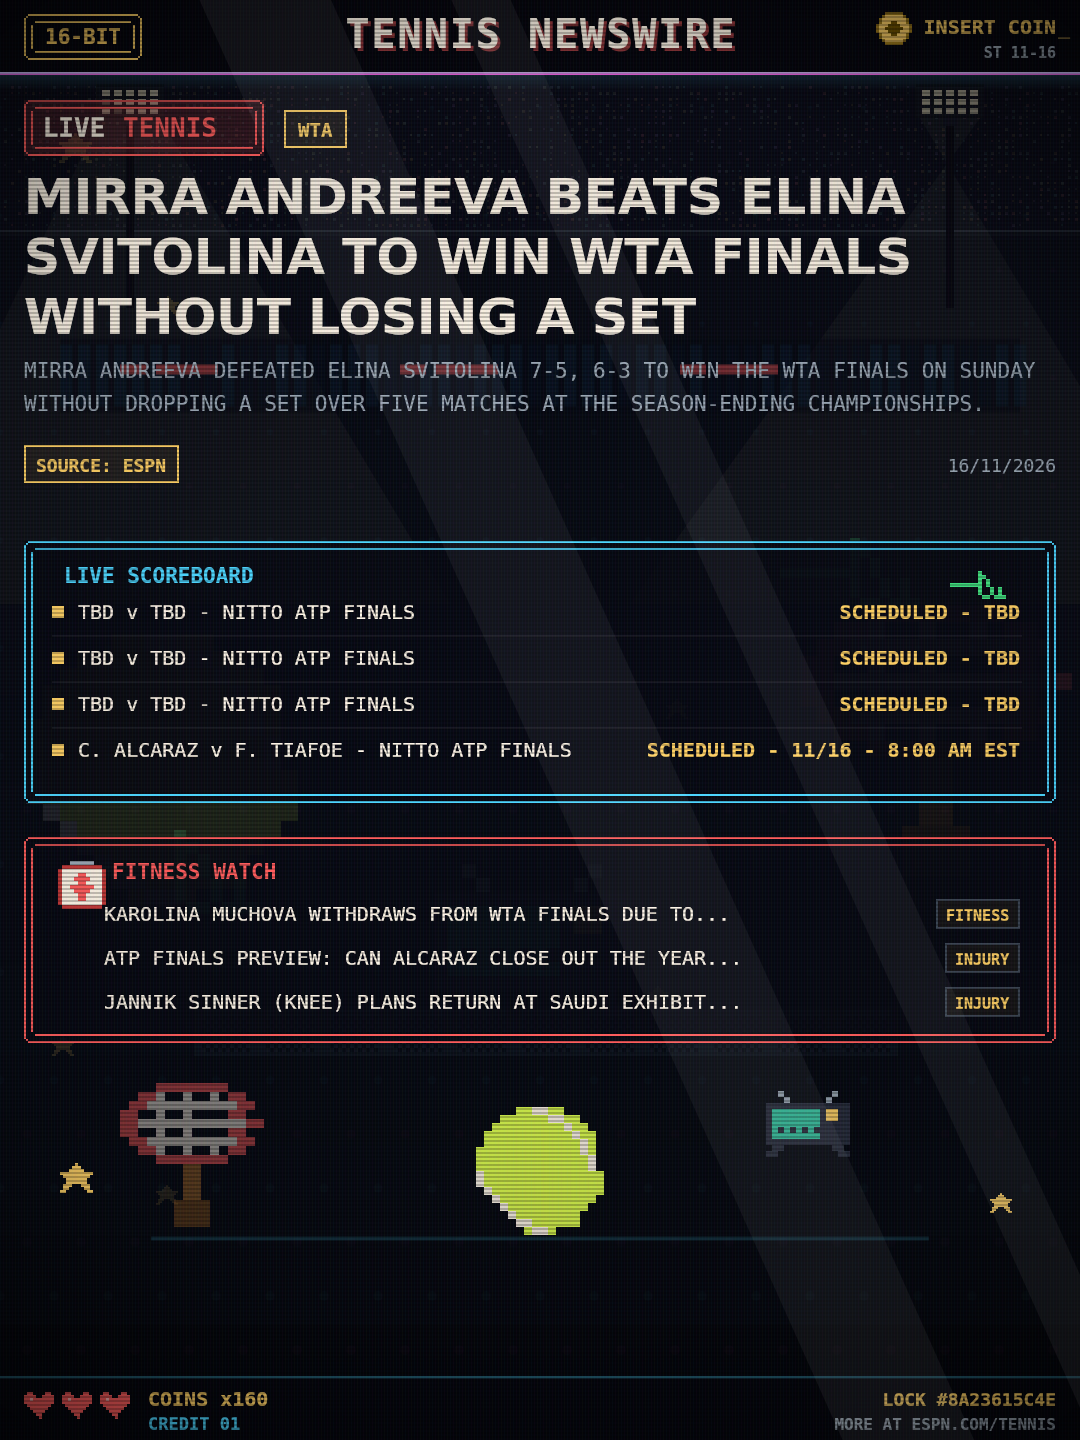 16-BIT
TENNIS NEWSWIRE
INSERT COIN_
ST 11-16
LIVE TENNIS
WTA
MIRRA ANDREEVA BEATS ELINA
SVITOLINA TO WIN WTA FINALS
WITHOUT LOSING A SET
MIRRA ANDREEVA DEFEATED ELINA SVITOLINA 7-5, 6-3 TO WIN THE WTA FINALS ON SUNDAY
WITHOUT DROPPING A SET OVER FIVE MATCHES AT THE SEASON-ENDING CHAMPIONSHIPS.
SOURCE: ESPN
16/11/2026
LIVE SCOREBOARD
TBD v TBD - NITTO ATP FINALS SCHEDULED - TBD
TBD v TBD - NITTO ATP FINALS SCHEDULED - TBD
TBD v TBD - NITTO ATP FINALS SCHEDULED - TBD
C. ALCARAZ v F. TIAFOE - NITTO ATP FINALS SCHEDULED - 11/16 - 8:00 AM EST
FITNESS WATCH
KAROLINA MUCHOVA WITHDRAWS FROM WTA FINALS DUE TO... FITNESS
ATP FINALS PREVIEW: CAN ALCARAZ CLOSE OUT THE YEAR... INJURY
JANNIK SINNER (KNEE) PLANS RETURN AT SAUDI EXHIBIT... INJURY
COINS x160
CREDIT 01
LOCK #8A23615C4E
MORE AT ESPN.COM/TENNIS